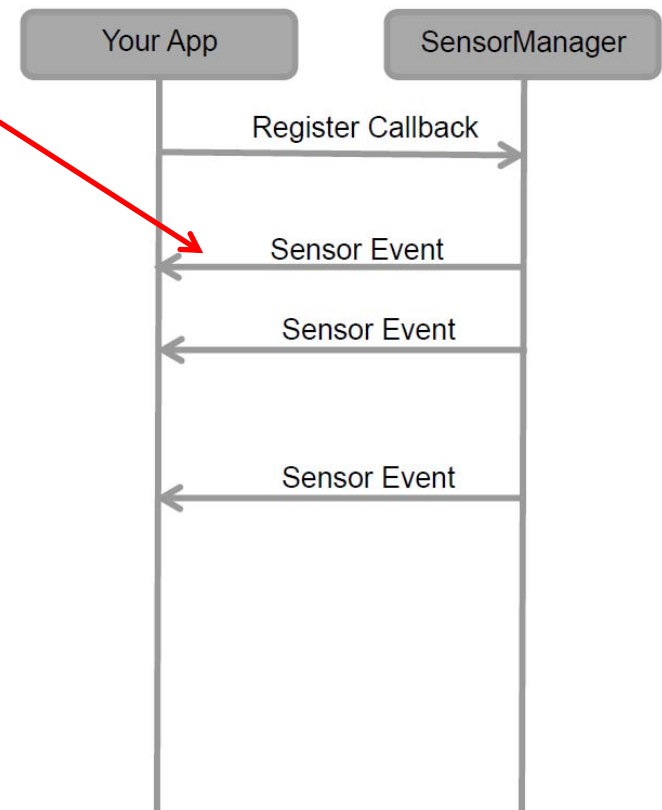 Your App
SensorManager
Register Callback
Sensor Event
Sensor Event
Sensor Event